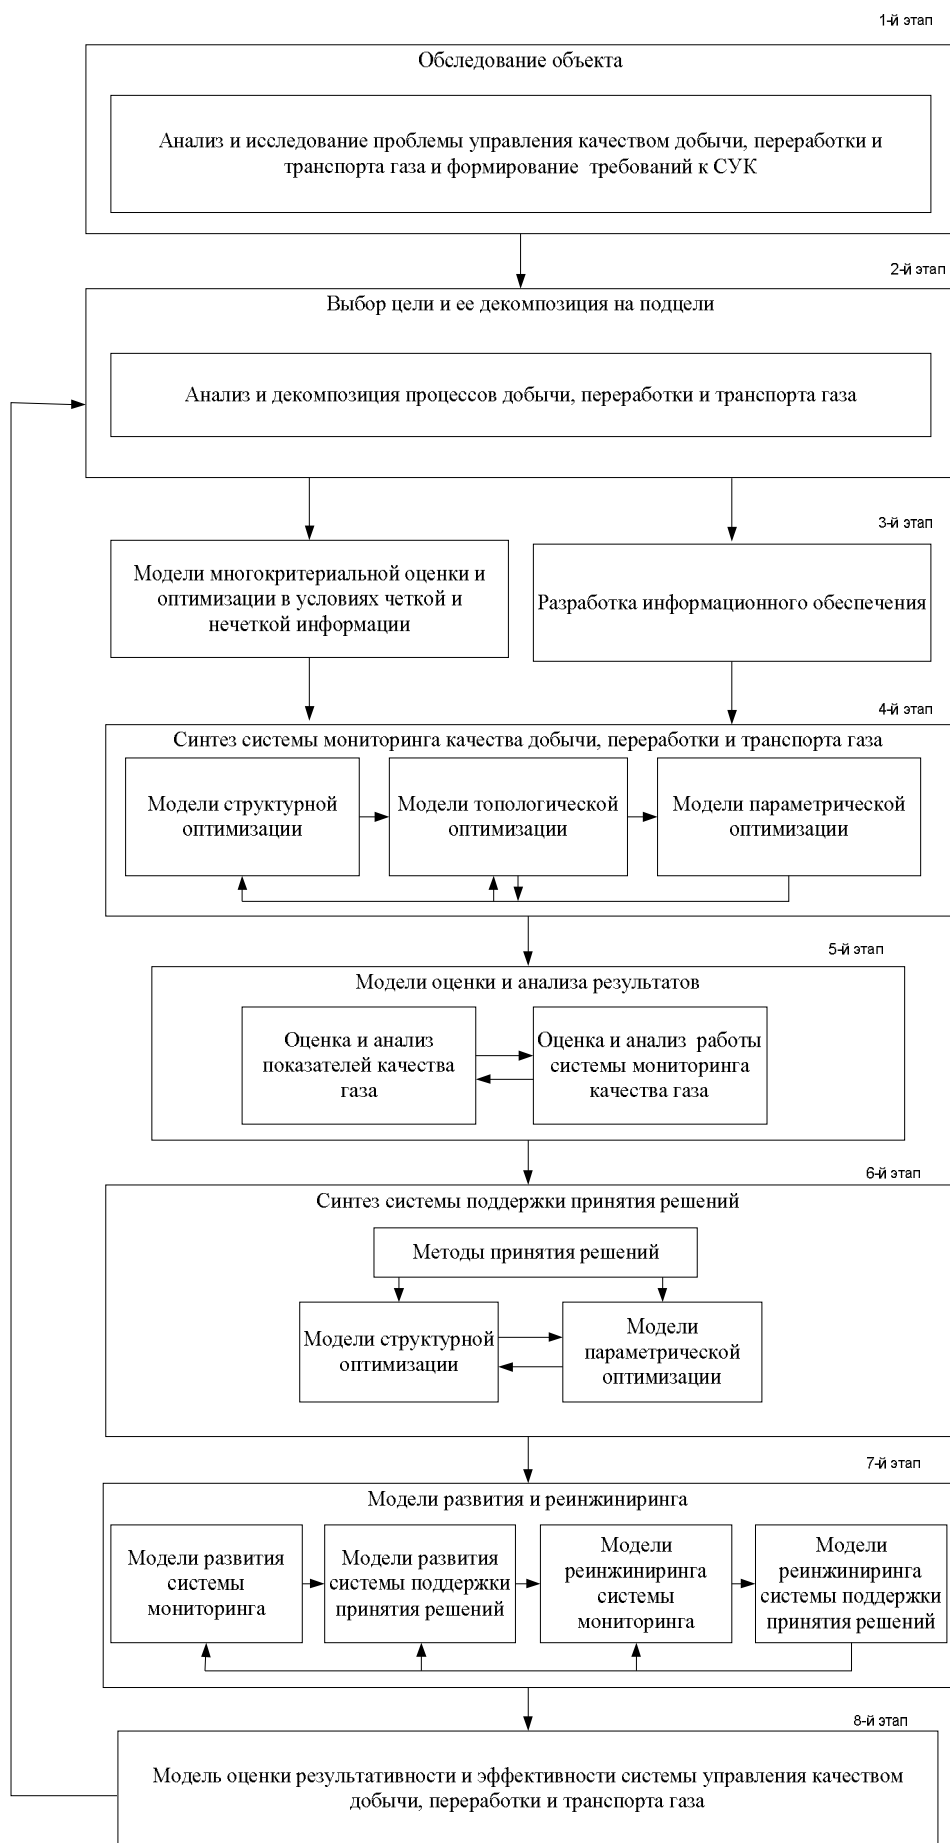 1-й этап
Обследование объекта
Анализ и исследование проблемы управления качеством добычи, переработки и
транспорта газа и формирование требований к СУК
2-й этап
Выбор цели и ее декомпозиция на подцели
Анализ и декомпозиция процессов добычи, переработки и транспорта газа
3-й этап
Модели многокритериальной оценки и
оптимизации в условиях четкой и
нечеткой информации
Разработка информационного обеспечения
4-й этап
Синтез системы мониторинга качества добычи, переработки и транспорта газа
Модели структурной
оптимизации
Модели топологической
оптимизации
Модели параметрической
оптимизации
5-й этап
Модели оценки и анализа результатов
Оценка и анализ
показателей качества
газа
Оценка и анализ работы
системы мониторинга
качества газа
6-й этап
Синтез системы поддержки принятия решений
Методы принятия решений
Модели структурной
оптимизации
Модели
параметрической
оптимизации
7-й этап
Модели развития и реинжиниринга
Модели развития
системы
мониторинга
Модели развития
системы поддержки
принятия решений
Модели
реинжиниринга
системы
мониторинга
Модели
реинжиниринга
системы поддержки
принятия решений
8-й этап
Модель оценки результативности и эффективности системы управления качеством
добычи, переработки и транспорта газа